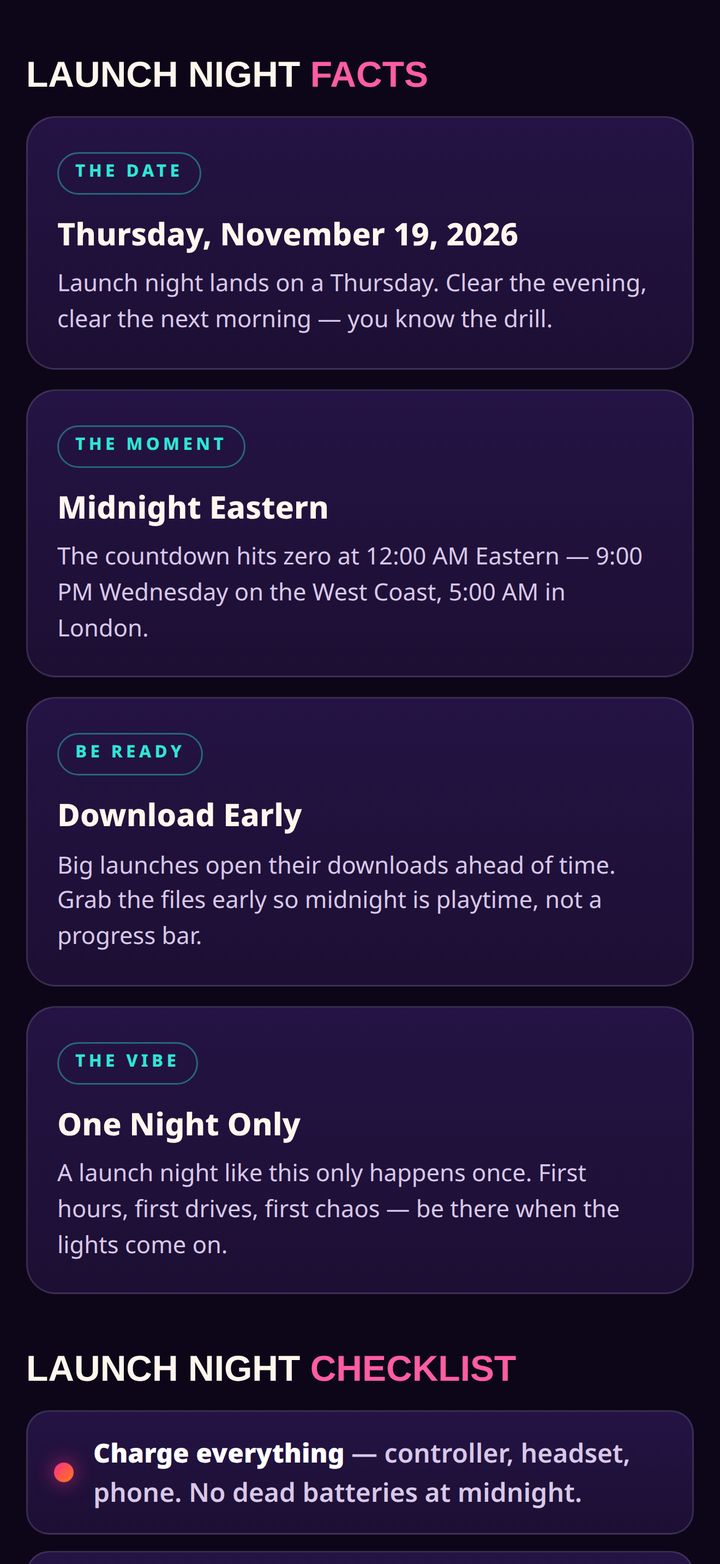 LAUNCH NIGHT FACTS
THE DATE
Thursday, November 19, 2026
Launch night lands on a Thursday. Clear the evening,
clear the next morning — you know the drill.
THE MOMENT
Midnight Eastern
The countdown hits zero at 12:00 AM Eastern — 9:00
PM Wednesday on the West Coast, 5:00 AM in
London.
BE READY
Download Early
Big launches open their downloads ahead of time.
Grab the files early so midnight is playtime, not a
progress bar.
THE VIBE
One Night Only
A launch night like this only happens once. First
hours, first drives, first chaos — be there when the
lights come on.
LAUNCH NIGHT CHECKLIST
Charge everything — controller, headset,
phone. No dead batteries at midnight.